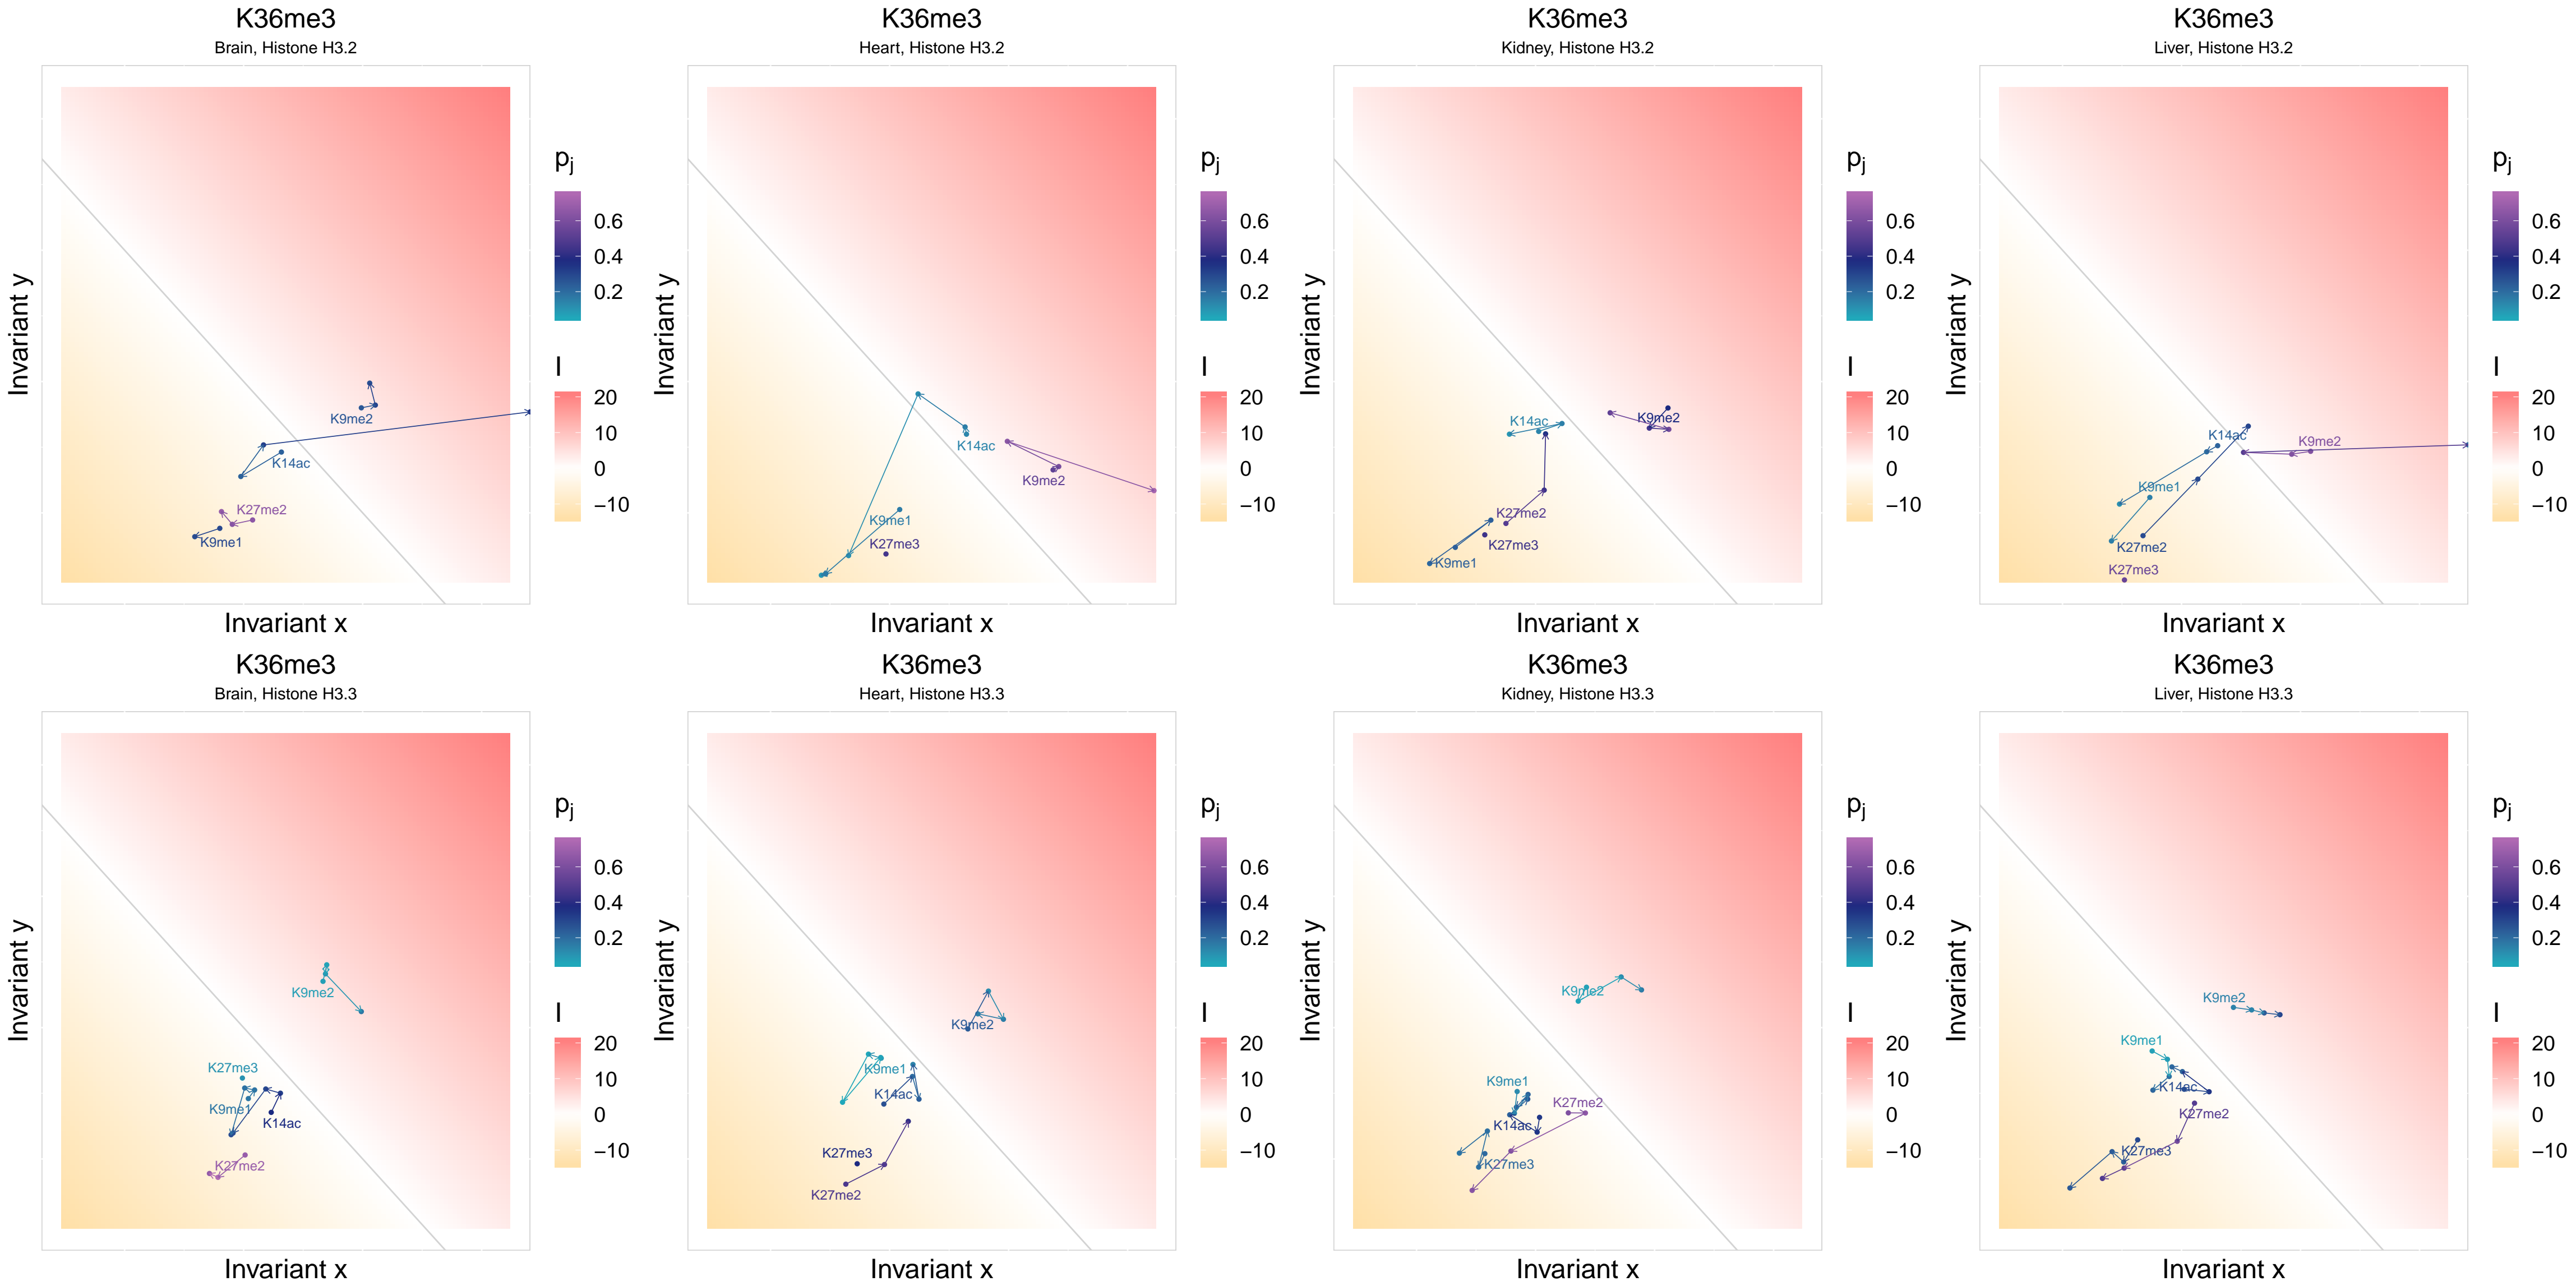 K36me3
Brain, Histone H3.2
Invariant y
K9me2
K14ac
K27me2
K9me1
Invariant x
pj
0.6
0.4
0.2
I
20
10
0
−10
K36me3
Heart, Histone H3.2
Invariant y
K14ac
K9me2
K9me1
K27me3
Invariant x
pj
0.6
0.4
0.2
I
20
10
0
−10
K36me3
Kidney, Histone H3.2
Invariant y
K14ac
K9me2
K27me2
K27me3
K9me1
Invariant x
pj
0.6
0.4
0.2
I
20
10
0
−10
K36me3
Liver, Histone H3.2
Invariant y
K14ac
K9me2
K9me1
K27me2
K27me3
Invariant x
pj
0.6
0.4
0.2
I
20
10
0
−10
K36me3
Brain, Histone H3.3
Invariant y
K9me2
K27me3
K9me1
K14ac
K27me2
Invariant x
pj
0.6
0.4
0.2
I
20
10
0
−10
K36me3
Heart, Histone H3.3
Invariant y
K9me2
K9me1
K14ac
K27me3
K27me2
Invariant x
pj
0.6
0.4
0.2
I
20
10
0
−10
K36me3
Kidney, Histone H3.3
Invariant y
K9me2
K9me1
K27me2
K14ac
K27me3
Invariant x
pj
0.6
0.4
0.2
I
20
10
0
−10
K36me3
Liver, Histone H3.3
Invariant y
K9me2
K9me1
K14ac
K27me2
K27me3
Invariant x
pj
0.6
0.4
0.2
I
20
10
0
−10